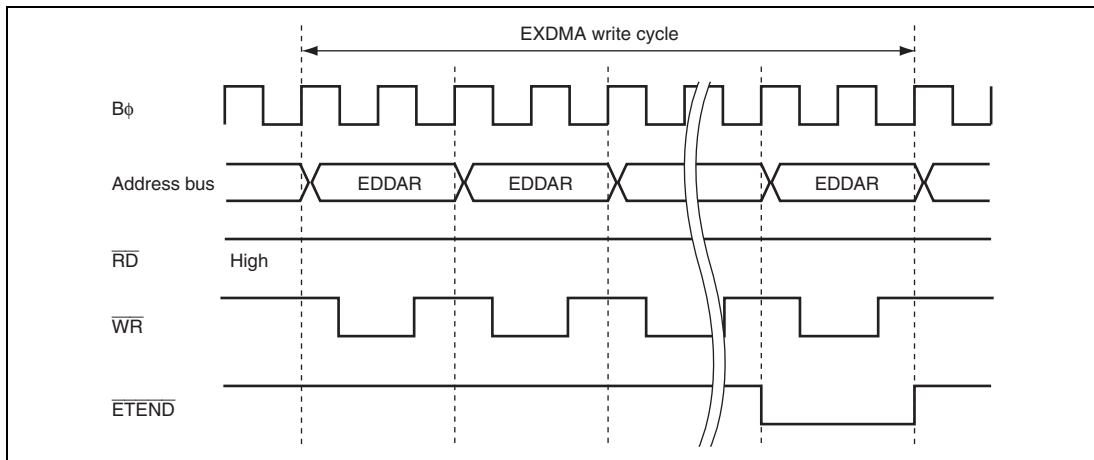 EXDMA write cycle
Bϕ
Address bus EDDAR EDDAR EDDAR
RD
High
WR
ETEND